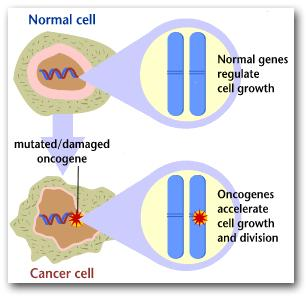 Normal cell
Normal genes
regulate
cell growth
mutated/damaged
oncogene
Oncogenes
accelerate
cell growth
and division
Cancer cell